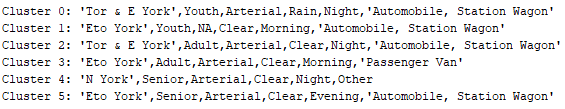 Cluster 0: 'Tor & E York',Youth,Arterial,Rain,Night,'Automobile, Station Wagon'
Cluster 1: 'Eto York',Youth,NA,Clear,Morning,'Automobile, Station Wagon'
Cluster 2: 'Tor & E York',Adult,Arterial,Clear,Night,'Automobile, Station Wagon'
Cluster 3: 'Eto York',Adult,Arterial,Clear,Morning,'Passenger Van'
Cluster 4: 'N York',Senior,Arterial,Clear,Night,Other
Cluster 5: 'Eto York',Senior,Arterial,Clear,Evening,'Automobile, Station Wagon'